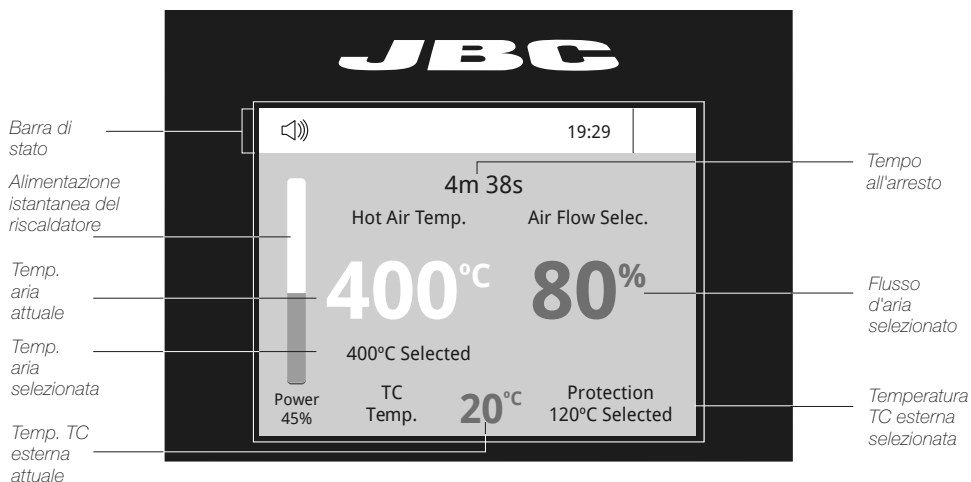 JBC
19:29
4m 38s
Hot Air Temp.
Air Flow Selec.
400ºC
80%
400ºC Selected
Power
45%
TC
Temp.
20ºC
Protection
120ºC Selected
Barra di
stato
Alimentazione
istantanea del
riscaldatore
Temp.
aria
attuale
Temp.
aria
selezionata
Temp. TC
esterna
attuale
Tempo
all'arresto
Flusso
d'aria
selezionato
Temperatura
TC esterna
selezionata